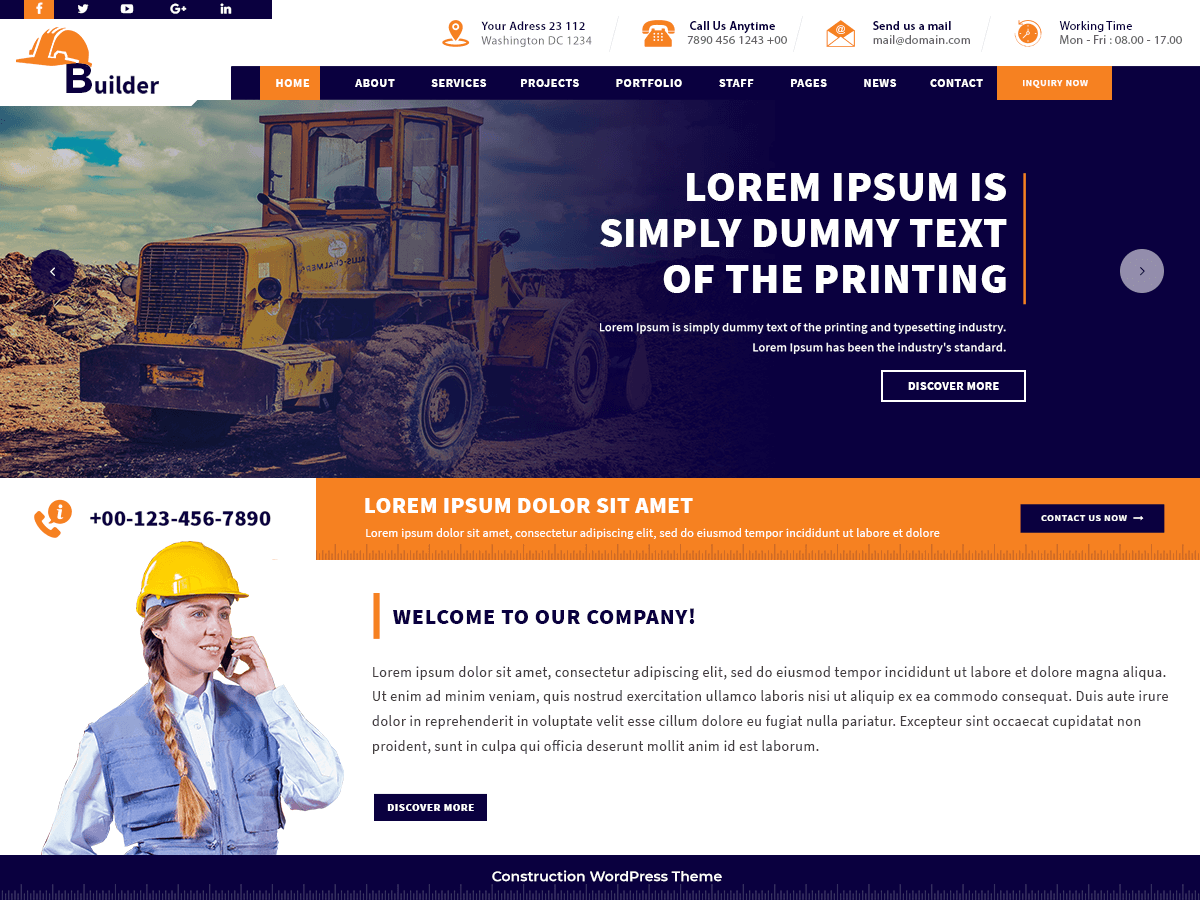 Your Adress 23 112
Washington DC 1234
Call Us Anytime
7890 456 1243 +00
Send us a mail
mail@domain.com
Working Time
Mon - Fri : 08.00 - 17.00
Builder
HOME ABOUT SERVICES PROJECTS PORTFOLIO STAFF PAGES NEWS CONTACT INQUIRY NOW
LOREM IPSUM IS
SIMPLY DUMMY TEXT
OF THE PRINTING
Lorem Ipsum is simply dummy text of the printing and typesetting industry.
Lorem Ipsum has been the industry's standard.
DISCOVER MORE
+00-123-456-7890
LOREM IPSUM DOLOR SIT AMET
Lorem ipsum dolor sit amet, consectetur adipiscing elit, sed do eiusmod tempor incididunt ut labore et dolore
CONTACT US NOW
WELCOME TO OUR COMPANY!
Lorem ipsum dolor sit amet, consectetur adipiscing elit, sed do eiusmod tempor incididunt ut labore et dolore magna aliqua.
Ut enim ad minim veniam, quis nostrud exercitation ullamco laboris nisi ut aliquip ex ea commodo consequat. Duis aute irure
dolor in reprehenderit in voluptate velit esse cillum dolore eu fugiat nulla pariatur. Excepteur sint occaecat cupidatat non
proident, sunt in culpa qui officia deserunt mollit anim id est laborum.
DISCOVER MORE
Construction WordPress Theme